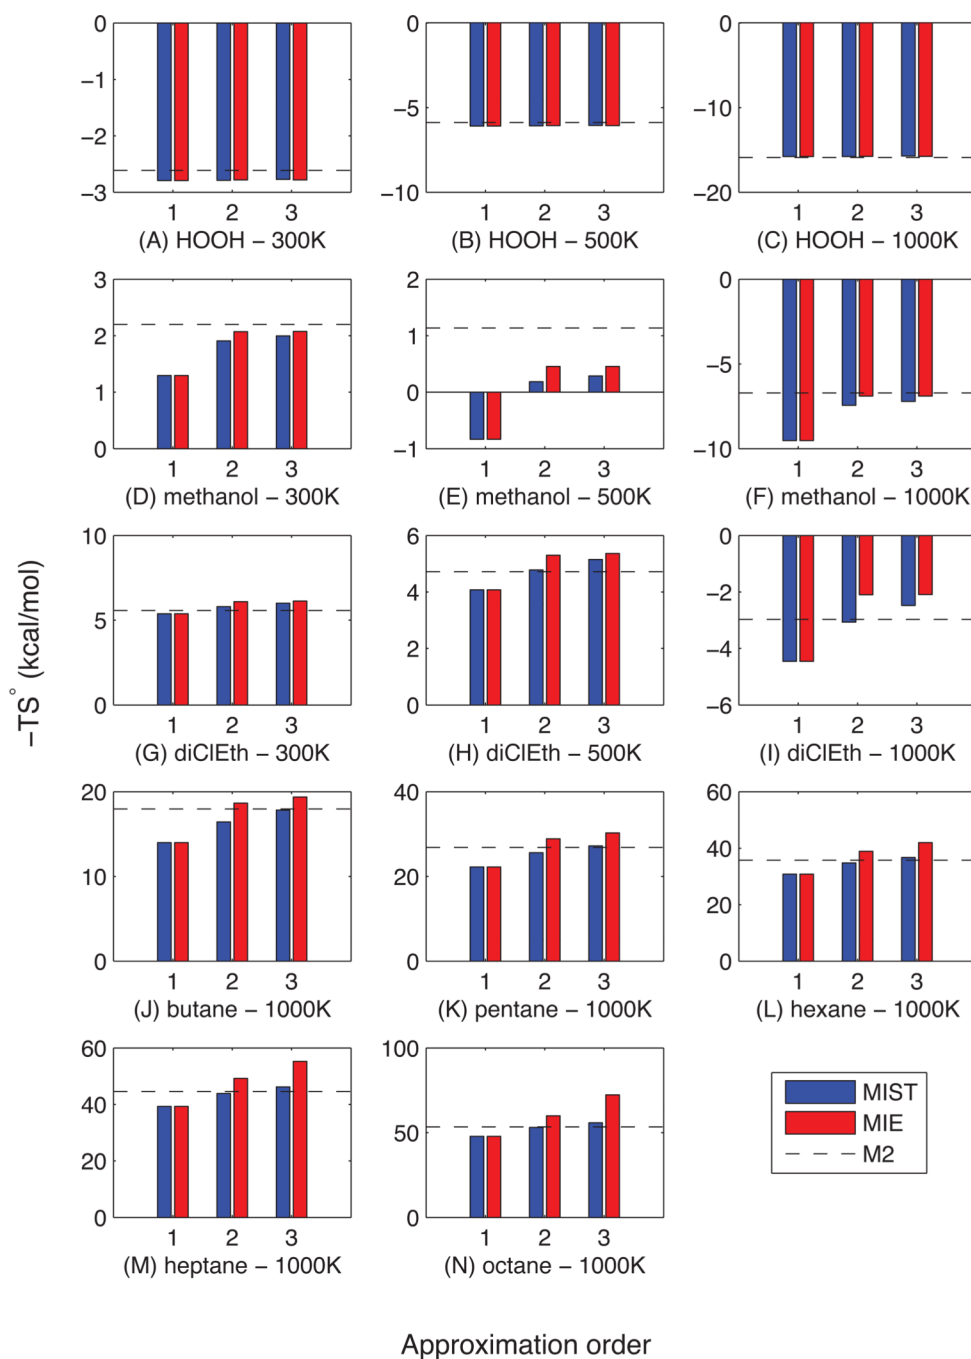 0 0 0
−1
−5 −10
−2
−3 −10 −20
1 2 3 1 2 3 1 2 3
(A) HOOH − 300K (B) HOOH − 500K (C) HOOH − 1000K
3 2 0
2 1
−5
1 0
0 −1 −10
1 2 3 1 2 3 1 2 3
(D) methanol − 300K (E) methanol − 500K (F) methanol − 1000K
10 6 0
4 −2
5
2 −4
0 0 −6
1 2 3 1 2 3 1 2 3
(G) diClEth − 300K (H) diClEth − 500K (I) diClEth − 1000K
−TS° (kcal/mol)
20 40 60
40
10 20
20
0 0 0
1 2 3 1 2 3 1 2 3
(J) butane − 1000K (K) pentane − 1000K (L) hexane − 1000K
60 100
40
50
20
0 0
1 2 3 1 2 3
(M) heptane − 1000K (N) octane − 1000K
MIST
MIE
M2
Approximation order